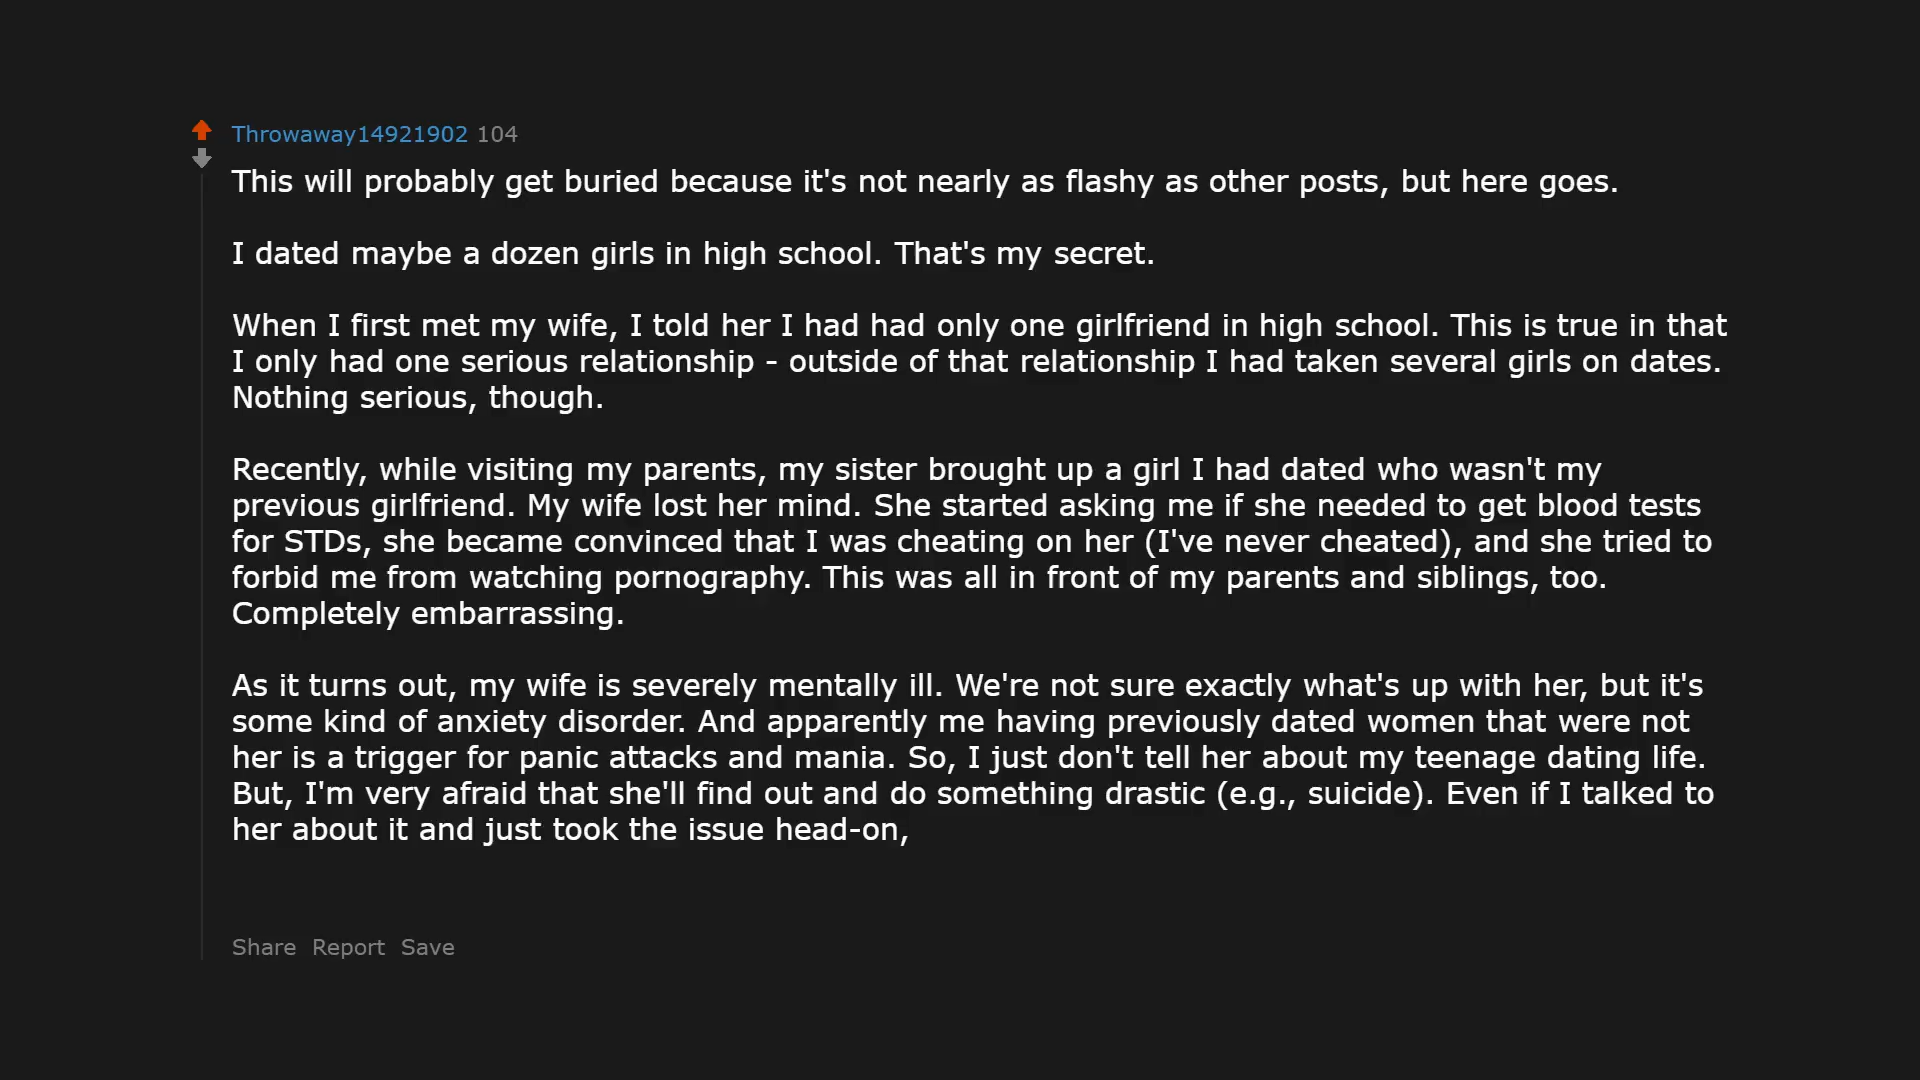 Throwaway14921902 104
This will probably get buried because it's not nearly as flashy as other posts, but here goes.
I dated maybe a dozen girls in high school. That's my secret.
When I first met my wife, I told her I had had only one girlfriend in high school. This is true in that
I only had one serious relationship - outside of that relationship I had taken several girls on dates.
Nothing serious, though.
Recently, while visiting my parents, my sister brought up a girl I had dated who wasn't my
previous girlfriend. My wife lost her mind. She started asking me if she needed to get blood tests
for STDs, she became convinced that I was cheating on her (I've never cheated), and she tried to
forbid me from watching pornography. This was all in front of my parents and siblings, too.
Completely embarrassing.
As it turns out, my wife is severely mentally ill. We're not sure exactly what's up with her, but it's
some kind of anxiety disorder. And apparently me having previously dated women that were not
her is a trigger for panic attacks and mania. So, I just don't tell her about my teenage dating life.
But, I'm very afraid that she'll find out and do something drastic (e.g., suicide). Even if I talked to
her about it and just took the issue head-on,
Share Report Save